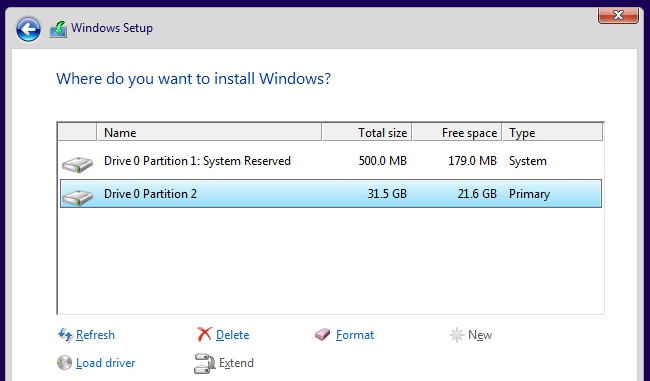 Windows Setup
Where do you want to install Windows?
Name Total size Free space Type
Drive 0 Partition 1: System Reserved 500.0 MB 179.0 MB System
Drive 0 Partition 2 31.5 GB 21.6 GB Primary
Refresh Delete Format New
Load driver Extend